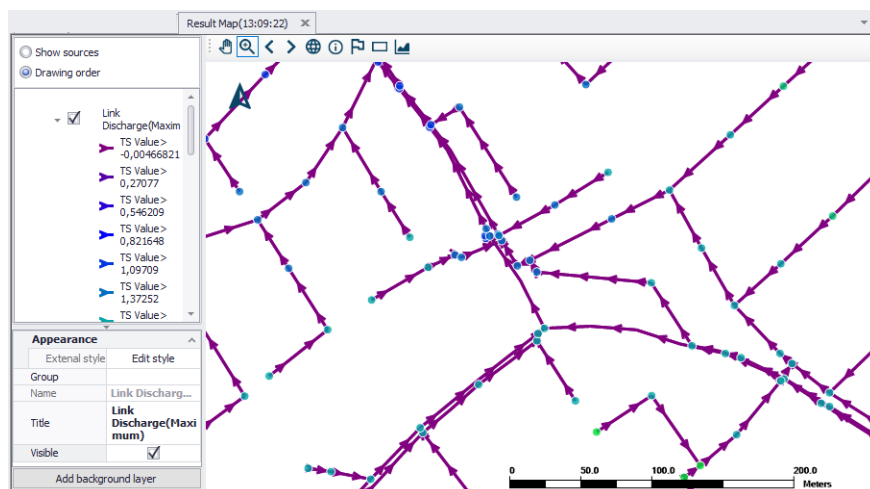 Result Map(13:09:22)
Show sources
Drawing order
Link
Discharge(Maxim
TS Value>
-0,00466821
TS Value>
0,27077
TS Value>
0,546209
TS Value>
0,821648
TS Value>
1,09709
TS Value>
1,37252
TS Value>
Appearance
Extenal style
Edit style
Group
Name
Link Discharg...
Title
Link
Discharge(Maxi
mum)
Visible
Add background layer
0
50.0
100.0
200.0
Meters